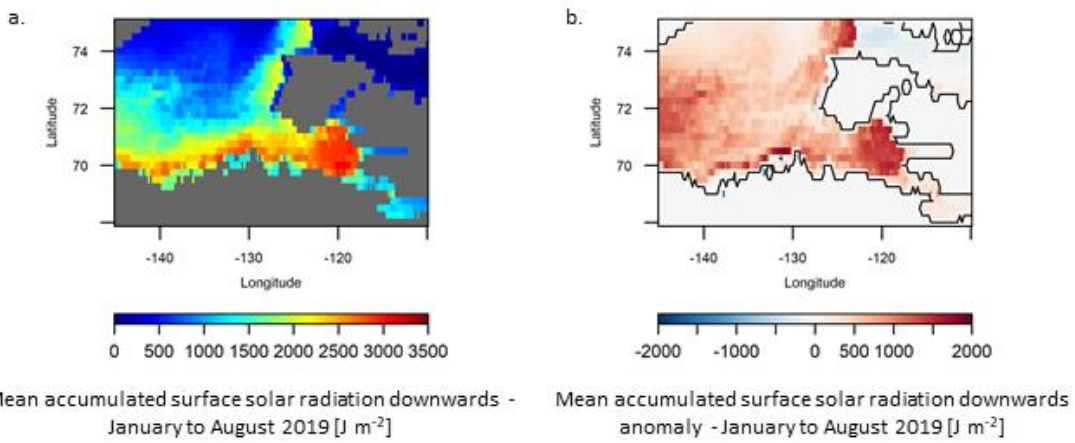 a.
74
72
70
Latitude
-140 -130 -120
Longitude
0 500 1000 1500 2000 2500 3000 3500
accumulated surface solar radiation downwards -
January to August 2019 [J m-2]
b.
74
72
70
Latitude
-140 -130 -120
Longitude
-2000 -1000 0 500 1000 2000
Mean accumulated surface solar radiation downwards
anomaly - January to August 2019 [J m-2]